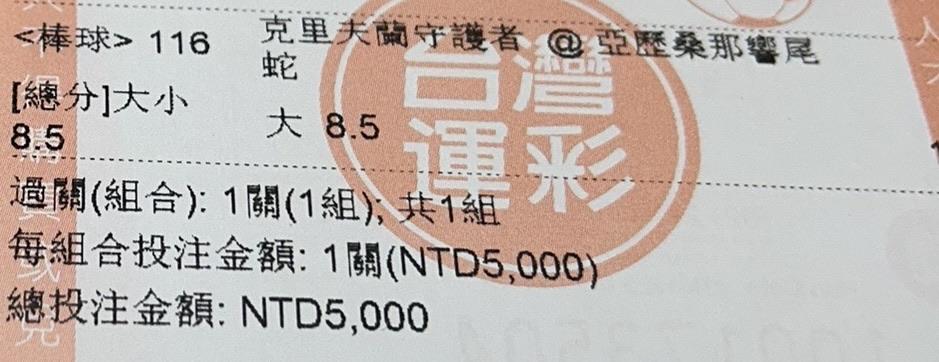 <棒球> 116 克里夫蘭守護者 @ 亞歷桑那響尾
蛇
[總分]大小
8.5 大 8.5
台灣
運彩
過關(組合): 1關(1組); 共1組
每組合投注金額: 1關(NTD5,000)
總投注金額: NTD5,000